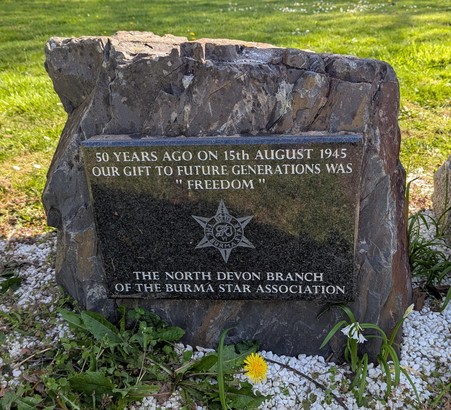 50 YEARS AGO ON 15th AUGUST 1945
OUR GIFT TO FUTURE GENERATIONS WAS
" FREEDOM "
BURMA
THE NORTH DEVON BRANCH
OF THE BURMA STAR ASSOCIATION